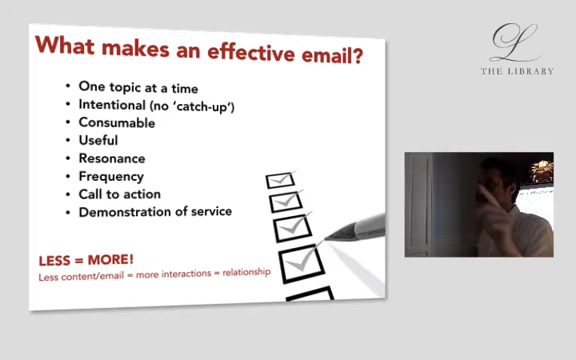 What makes an effective email?
• One topic at a time
• Intentional (no ‘catch-up’)
• Consumable
• Useful
• Resonance
• Frequency
• Call to action
• Demonstration of service
LESS = MORE!
Less content/email = more interactions = relationship
L
THE LIBRARY